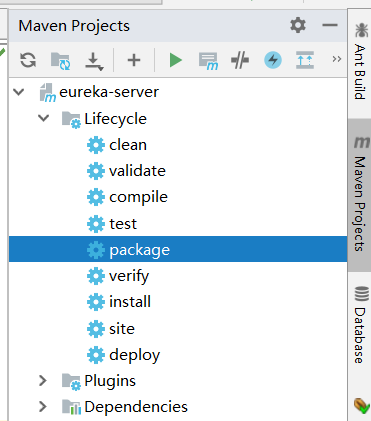 Maven Projects
eureka-server
Lifecycle
clean
validate
compile
test
package
verify
install
site
deploy
Plugins
Dependencies
Ant Build
m Maven Projects
Database